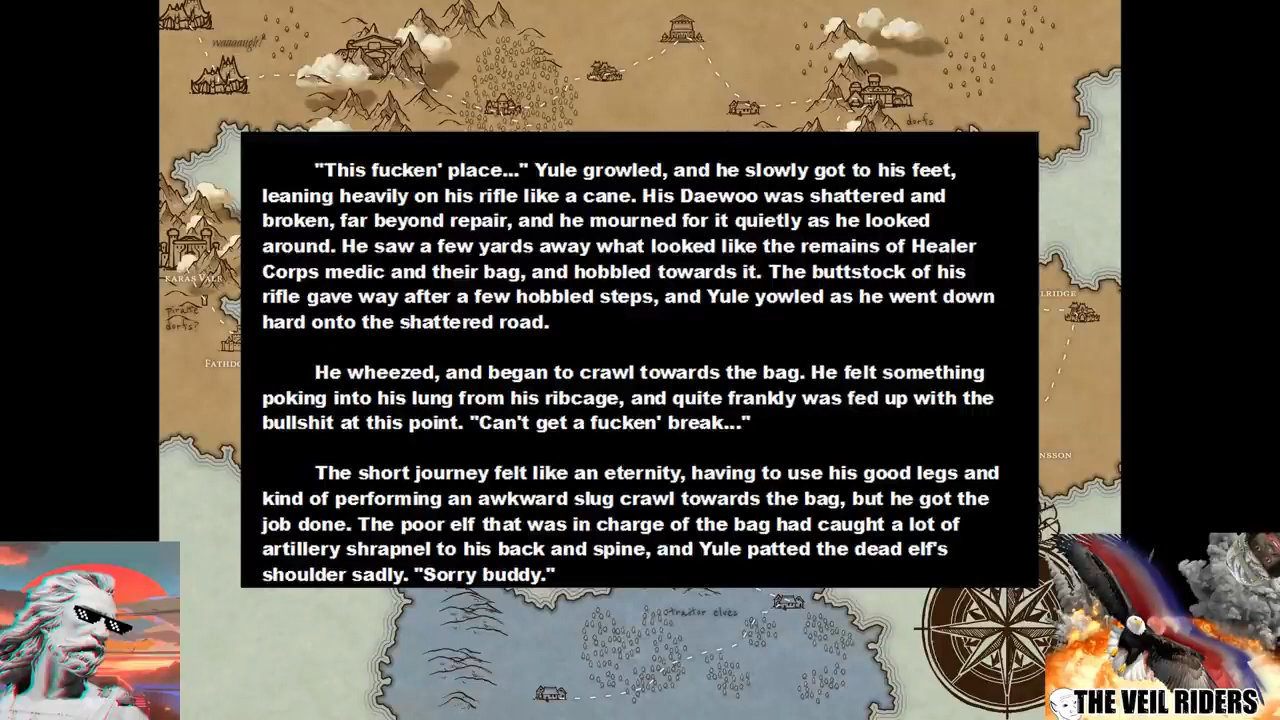 waaaaugh!
dorfs
"This fucken' place..." Yule growled, and he slowly got to his feet,
leaning heavily on his rifle like a cane. His Daewoo was shattered and
broken, far beyond repair, and he mourned for it quietly as he looked
around. He saw a few yards away what looked like the remains of Healer
Corps medic and their bag, and hobbled towards it. The buttstock of his
rifle gave way after a few hobbled steps, and Yule yowled as he went down
hard onto the shattered road.
He wheezed, and began to crawl towards the bag. He felt something
poking into his lung from his ribcage, and quite frankly was fed up with the
bullshit at this point. "Can't get a fucken' break..."
The short journey felt like an eternity, having to use his good legs and
kind of performing an awkward slug crawl towards the bag, but he got the
job done. The poor elf that was in charge of the bag had caught a lot of
artillery shrapnel to his back and spine, and Yule patted the dead elf's
shoulder sadly. "Sorry buddy."
KARAS VALR
pirate
dorfs?
FATHDO
LRIDGE
NSSON
traitor elves
THE VEIL RIDERS